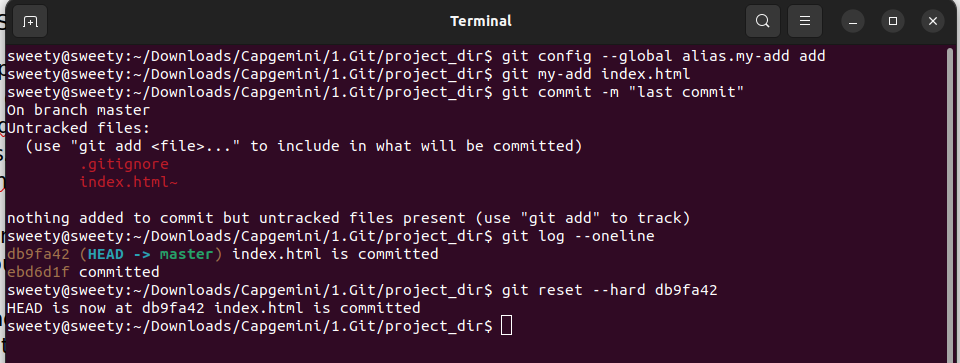 Terminal
sweety@sweety:~/Downloads/Capgemini/1.Git/project_dir$ git config --global alias.my-add add
sweety@sweety:~/Downloads/Capgemini/1.Git/project_dir$ git my-add index.html
sweety@sweety:~/Downloads/Capgemini/1.Git/project_dir$ git commit -m "last commit"
On branch master
Untracked files:
  (use "git add <file>..." to include in what will be committed)
        .gitignore
        index.html~
nothing added to commit but untracked files present (use "git add" to track)
sweety@sweety:~/Downloads/Capgemini/1.Git/project_dir$ git log --oneline
db9fa42 (HEAD -> master) index.html is committed
ebd6d1f committed
sweety@sweety:~/Downloads/Capgemini/1.Git/project_dir$ git reset --hard db9fa42
HEAD is now at db9fa42 index.html is committed
sweety@sweety:~/Downloads/Capgemini/1.Git/project_dir$